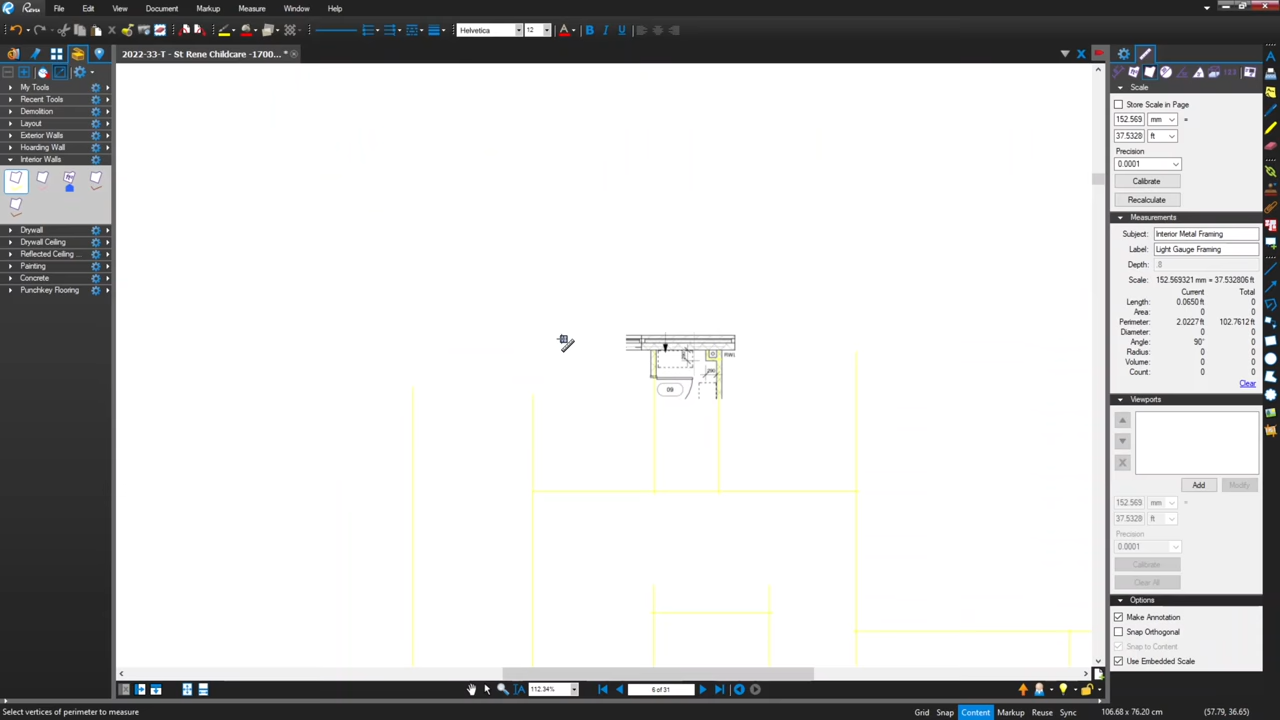 Revu File Edit View Document Markup Measure Window Help
Helvetica 12 B I U
2022-33-T - St Rene Childcare -1700... *
My Tools
Recent Tools
Demolition
Layout
Exterior Walls
Hoarding Wall
Interior Walls
Drywall
Drywall Ceiling
Reflected Ceiling ...
Painting
Concrete
Punchkey Flooring
Scale
Store Scale in Page
152.569 mm =
37.5328 ft
Precision
0.0001
Calibrate
Recalculate
Measurements
Subject: Interior Metal Framing
Label: Light Gauge Framing
Depth: 8
Scale: 152.569321 mm = 37.532806 ft
Current Total
Length: 0.0650 ft 0
Area: 0 0
Perimeter: 2.0227 ft 102.7612 ft
Diameter: 0 0
Angle: 90° 0
Radius: 0 0
Volume: 0 0
Count: 0 0
Clear
Viewports
Add Modify
152.569 mm =
37.5328 ft
Precision
0.0001
Calibrate
Clear All
Options
Make Annotation
Snap Orthogonal
Snap to Content
Use Embedded Scale
112.34% 6 of 31
Select vertices of perimeter to measure
Grid Snap Content Markup Reuse Sync 106.68 x 76.20 cm (57.79, 36.65)